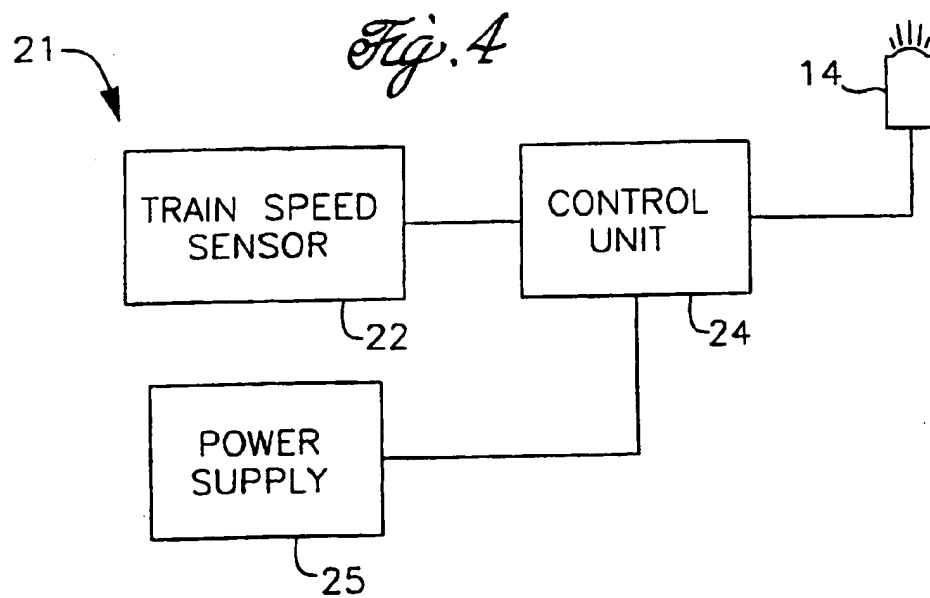 Fig. 4
21
14
TRAIN SPEED
SENSOR
CONTROL
UNIT
22
24
POWER
SUPPLY
25